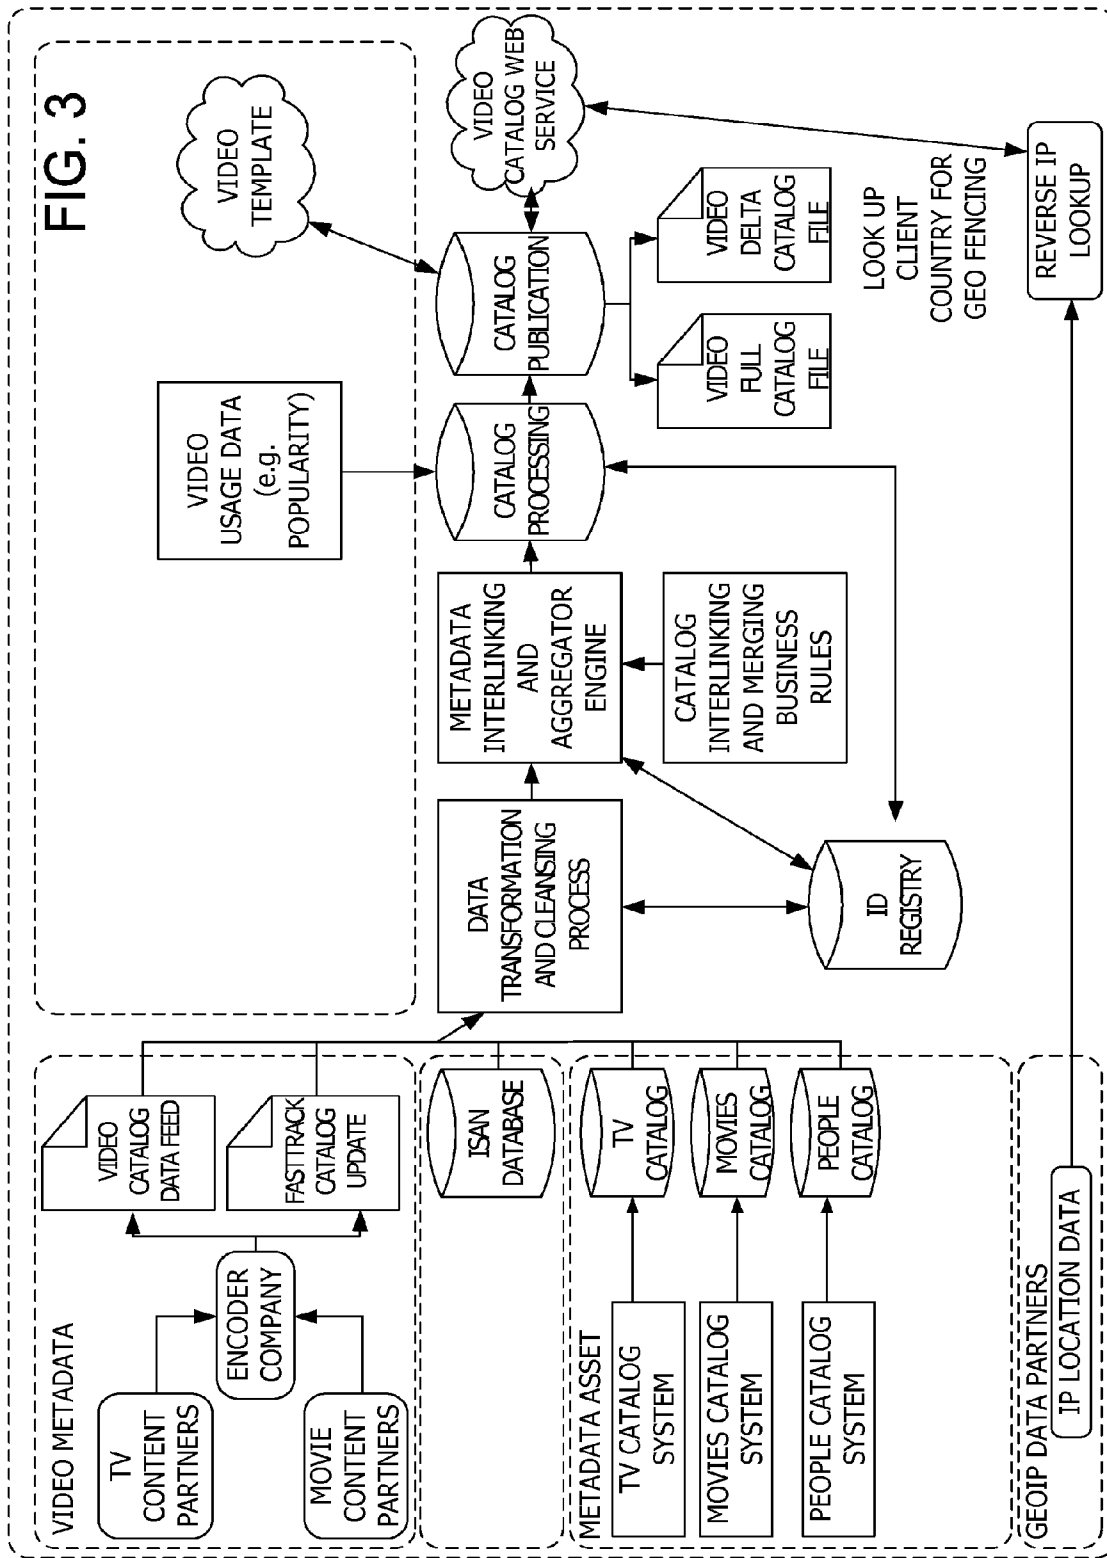 FIG. 3
VIDEO METADATA
TV
CONTENT
PARTNERS
MOVIE
CONTENT
PARTNERS
ENCODER
COMPANY
VIDEO
CATALOG
DATA FEED
FASTTRACK
CATALOG
UPDATE
ISAN
DATABASE
METADATA ASSET
TV CATALOG
SYSTEM
MOVIES CATALOG
SYSTEM
PEOPLE CATALOG
SYSTEM
TV
CATALOG
MOVIES
CATALOG
PEOPLE
CATALOG
GEOIP DATA PARTNERS
IP LOCATION DATA
DATA
TRANSFORMATION
AND CLEANSING
PROCESS
ID
REGISTRY
METADATA
INTERLINKING
AND
AGGREGATOR
ENGINE
CATALOG
INTERLINKING
AND MERGING
BUSINESS
RULES
VIDEO
USAGE DATA
(e.g.
POPULARITY)
CATALOG
PROCESSING
CATALOG
PUBLICATION
VIDEO
TEMPLATE
VIDEO
CATALOG WEB
SERVICE
VIDEO
FULL
CATALOG
FILE
VIDEO
DELTA
CATALOG
FILE
LOOK UP
CLIENT
COUNTRY FOR
GEO FENCING
REVERSE IP
LOOKUP